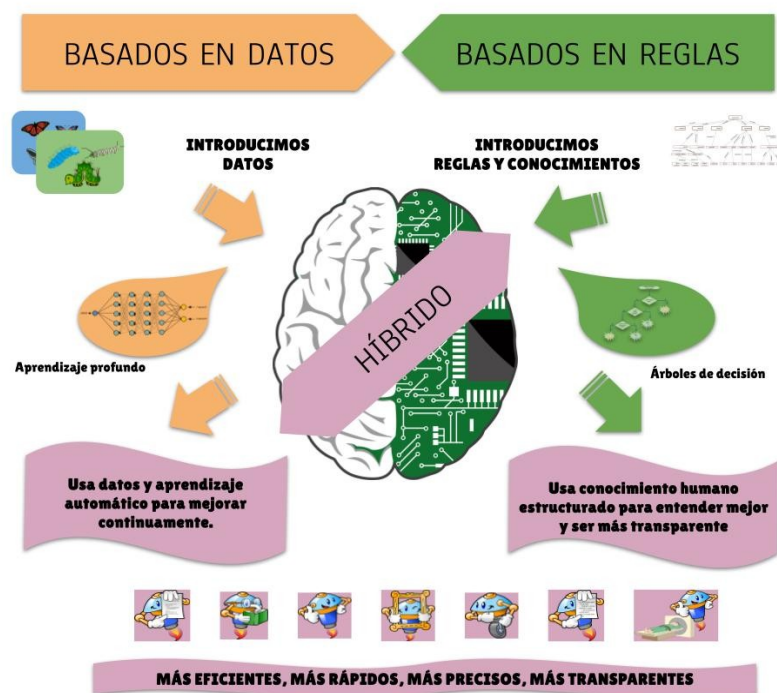 BASADOS EN DATOS
BASADOS EN REGLAS
INTRODUCIMOS
DATOS
INTRODUCIMOS
REGLAS Y CONOCIMIENTOS
HÍBRIDO
Aprendizaje profundo
Árboles de decisión
Usa datos y aprendizaje
automático para mejorar
continuamente.
Usa conocimiento humano
estructurado para entender mejor
y ser más transparente
MÁS EFICIENTES, MÁS RÁPIDOS, MÁS PRECISOS, MÁS TRANSPARENTES